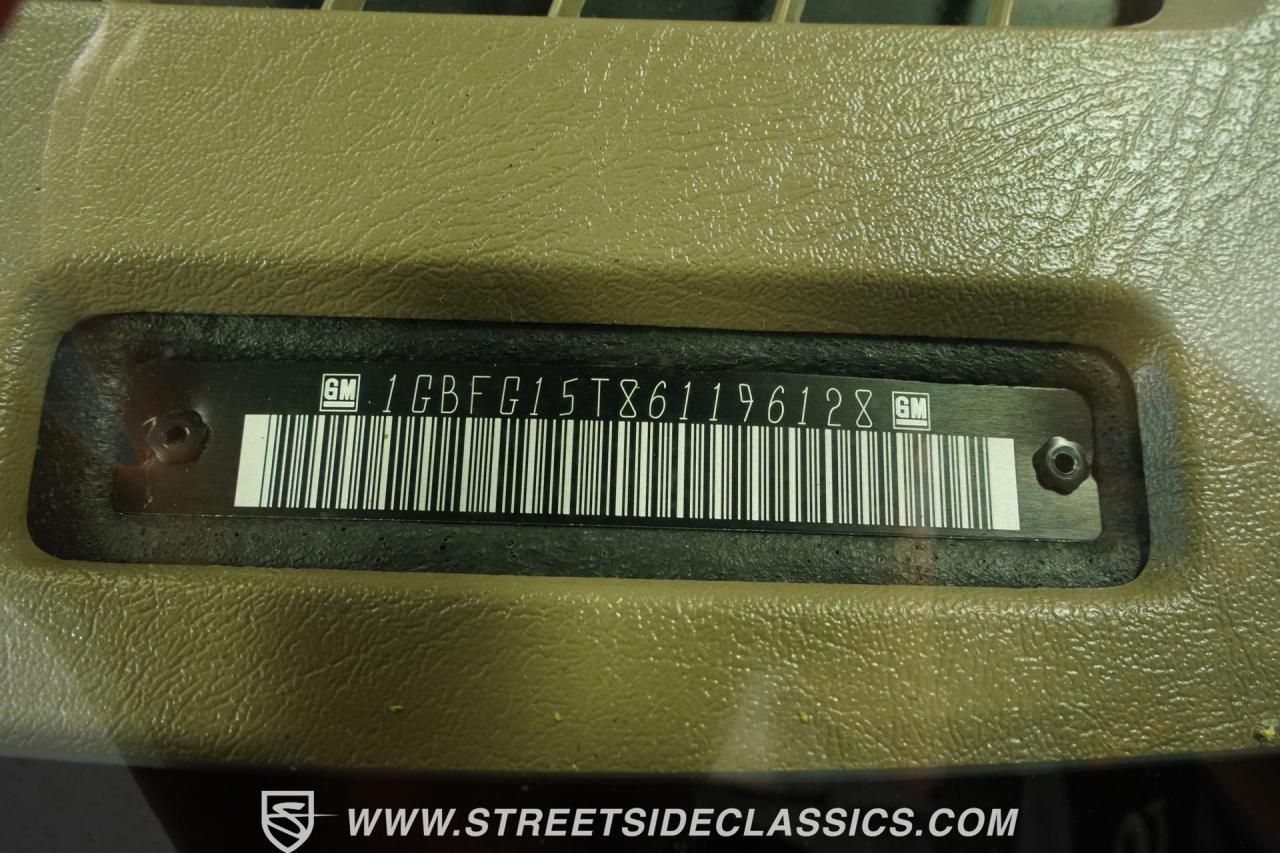 GM 1GBFG15T861196128 GM
WWW.STREETSIDECLASSICS.COM